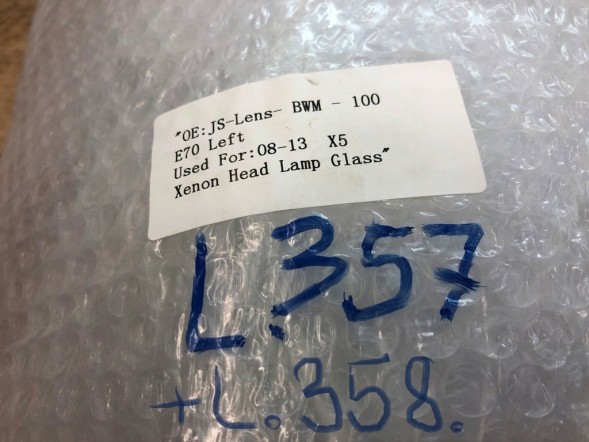 "OE:JS-Lens- BWM - 100
E70 Left
Used For:08-13 X5
Xenon Head Lamp Glass"
L.357
+L.358.